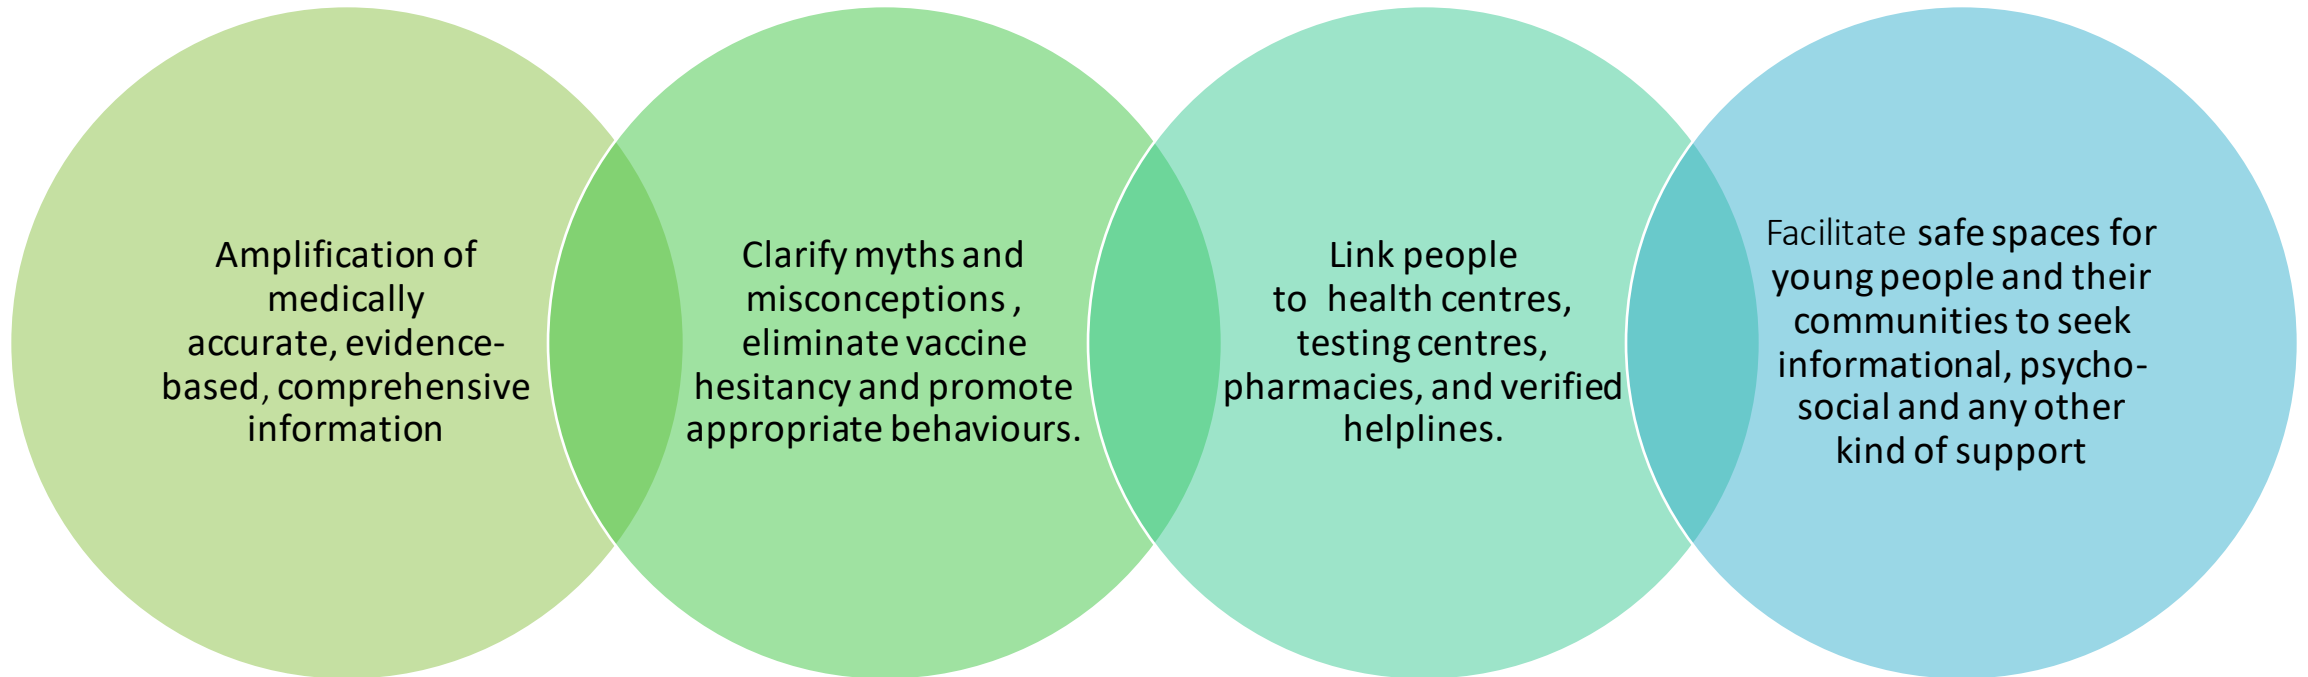 Amplification of
medically
accurate, evidence-
based, comprehensive
information
Clarify myths and
misconceptions ,
eliminate vaccine
hesitancy and promote
appropriate behaviours.
Link people
to health centres,
testing centres,
pharmacies, and verified
helplines.
Facilitate safe spaces for
young people and their
communities to seek
informational, psycho-
social and any other
kind of support